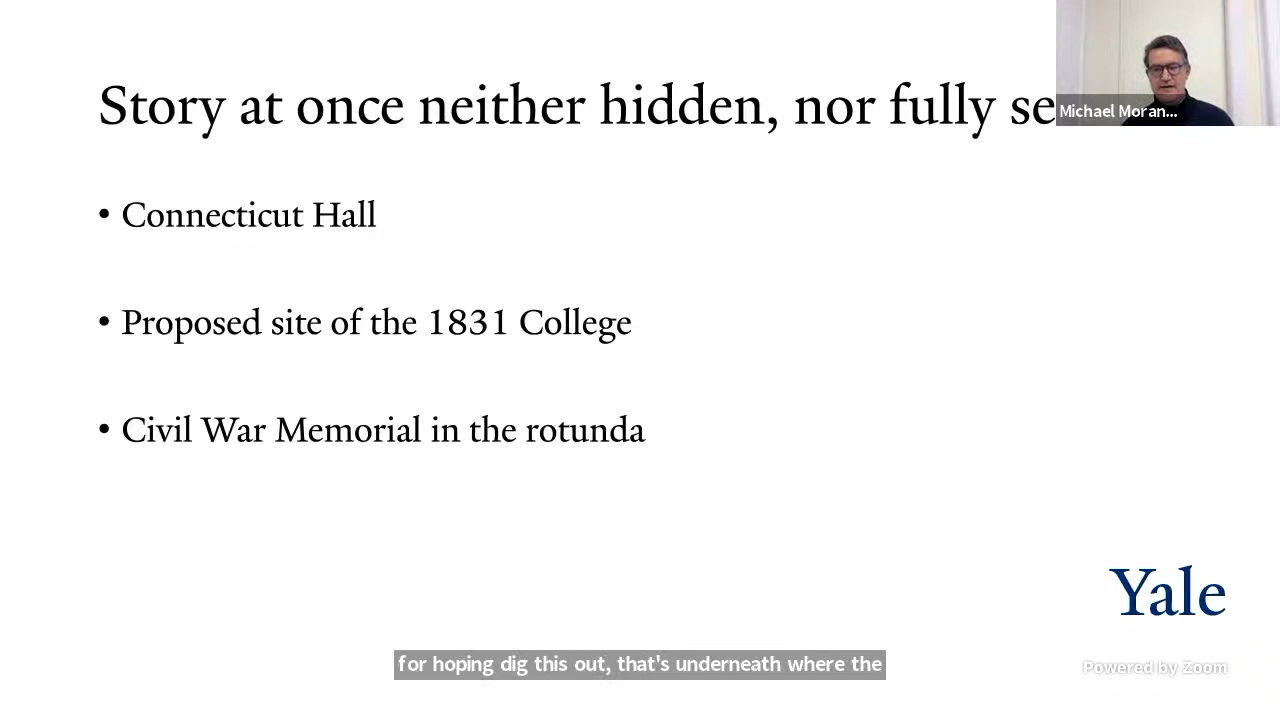 Story at once neither hidden, nor fully se
Michael Moran...
• Connecticut Hall
• Proposed site of the 1831 College
• Civil War Memorial in the rotunda
Yale
for hoping dig this out, that's underneath where the
Powered by Zoom